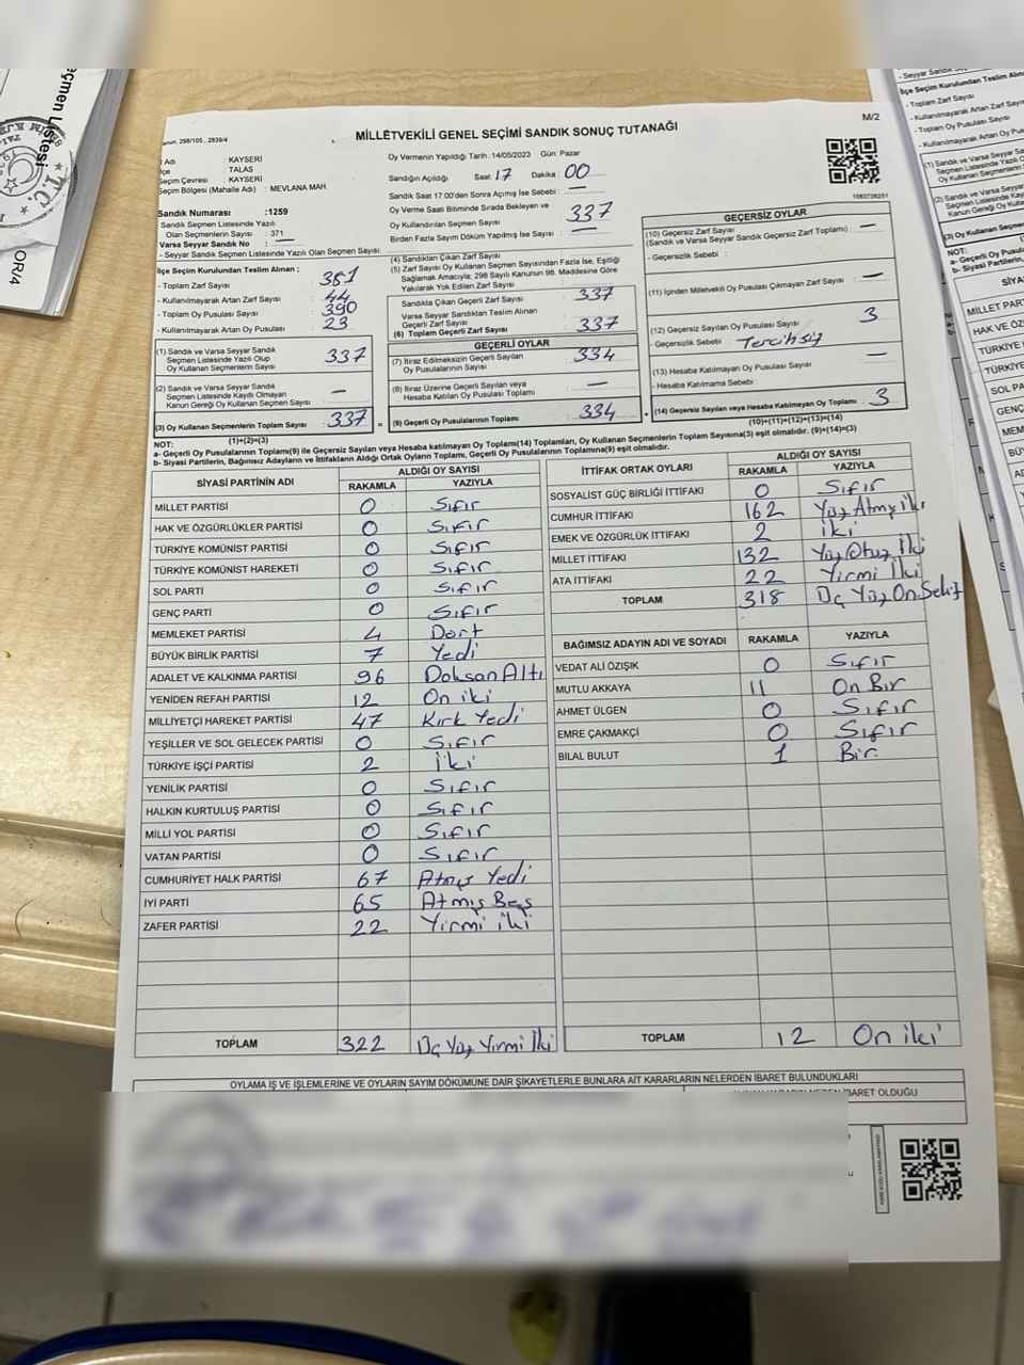 MİLLETVEKİLİ GENEL SEÇİMİ SANDIK SONUÇ TUTANAĞI
M/2
Adı : KAYSERİ
: TALAS
Seçim Çevresi : KAYSERİ
Seçim Bölgesi (Mahalle Adı) : MEVLANA MAH
Sandık Numarası :1259
Sandık Seçmen Listesinde Yazılı
Olan Seçmenlerin Sayısı : 371
Varsa Seyyar Sandık No : —
- Seyyar Sandık Seçmen Listesinde Yazılı Olan Seçmen Sayısı
Oy Vermenin Yapıldığı Tarih : 14/05/2023 Gün: Pazar
Sandığın Açıldığı Saat 17 Dakika 00
Sandık Saat 17:00'den Sonra Açılmış İse Sebebi : —
Oy Verme Saati Bitiminde Sırada Bekleyen ve
Oy Kullandırılan Seçmen Sayısı 337
Birden Fazla Sayım Döküm Yapılmış İse Sayısı : —
İlçe Seçim Kurulundan Teslim Alınan ;
- Toplam Zarf Sayısı : 381
- Kullanılmayarak Artan Zarf Sayısı : 44
- Toplam Oy Pusulası Sayısı : 390
- Kullanılmayarak Artan Oy Pusulası : 23
(1) Sandık ve Varsa Seyyar Sandık
Seçmen Listesinde Yazılı Olup
Oy Kullanan Seçmenlerin Sayısı 337
(2) Sandık ve Varsa Seyyar Sandık
Seçmen Listesinde Kaydı Olmayan
Kanun Gereği Oy Kullanan Seçmen Sayısı —
(3) Oy Kullanan Seçmenlerin Toplam Sayısı 337
(1)+(2)=(3)
(4) Sandıktan Çıkan Zarf Sayısı
(5) Zarf Sayısı Oy Kullanan Seçmen Sayısından Fazla İse, Eşitliği
Sağlamak Amacıyla; 298 Sayılı Kanunun 98. Maddesine Göre
Yakılarak Yok Edilen Zarf Sayısı :
Sandıkta Çıkan Geçerli Zarf Sayısı : 337
Varsa Seyyar Sandıktan Teslim Alınan
Geçerli Zarf Sayısı
(6) Toplam Geçerli Zarf Sayısı : 337
GEÇERLİ OYLAR
(7) İtiraz Edilmeksizin Geçerli Sayılan
Oy Pusulalarının Sayısı : 334
(8) İtiraz Üzerine Geçerli Sayılan veya
Hesaba Katılan Oy Pusulası Toplamı : —
(9) Geçerli Oy Pusulalarının Toplamı : 334
GEÇERSİZ OYLAR
(10) Geçersiz Zarf Sayısı
(Sandık ve Varsa Seyyar Sandık Geçersiz Zarf Toplamı) : —
- Geçersizlik Sebebi :
(11) İçinden Milletvekili Oy Pusulası Çıkmayan Zarf Sayısı : —
(12) Geçersiz Sayılan Oy Pusulası Sayısı : 3
- Geçersizlik Sebebi : Tercihsiz
(13) Hesaba Katılmayan Oy Pusulası Sayısı —
- Hesaba Katılmama Sebebi
(14) Geçersiz Sayılan veya Hesaba Katılmayan Oy Toplamı : 3
(10)+(11)+(12)+(13)=(14)
NOT:
a- Geçerli Oy Pusulalarının Toplamı(9) ile Geçersiz Sayılan veya Hesaba katılmayan Oy Toplamı(14) Toplamları, Oy Kullanan Seçmenlerin Toplam Sayısına(3) eşit olmalıdır. (9)+(14)=(3)
b- Siyasi Partilerin, Bağımsız Adayların ve İttifakların Aldığı Ortak Oyların Toplamı, Geçerli Oy Pusulalarının Toplamına(9) eşit olmalıdır.
SİYASİ PARTİNİN ADI ALDIĞI OY SAYISI
RAKAMLA YAZIYLA
MİLLET PARTİSİ 0 Sıfır
HAK VE ÖZGÜRLÜKLER PARTİSİ 0 Sıfır
TÜRKİYE KOMÜNİST PARTİSİ 0 Sıfır
TÜRKİYE KOMÜNİST HAREKETİ 0 Sıfır
SOL PARTİ 0 Sıfır
GENÇ PARTİ 0 Sıfır
MEMLEKET PARTİSİ 4 Dört
BÜYÜK BİRLİK PARTİSİ 7 Yedi
ADALET VE KALKINMA PARTİSİ 96 Doksan Altı
YENİDEN REFAH PARTİSİ 12 On iki
MİLLİYETÇİ HAREKET PARTİSİ 47 Kırk Yedi
YEŞİLLER VE SOL GELECEK PARTİSİ 0 Sıfır
TÜRKİYE İŞÇİ PARTİSİ 2 iki
YENİLİK PARTİSİ 0 Sıfır
HALKIN KURTULUŞ PARTİSİ 0 Sıfır
MİLLİ YOL PARTİSİ 0 Sıfır
VATAN PARTİSİ 0 Sıfır
CUMHURİYET HALK PARTİSİ 67 Atmış Yedi
İYİ PARTİ 65 Atmış Beş
ZAFER PARTİSİ 22 Yirmi iki
TOPLAM 322 Üç Yüz Yirmi İki
İTTİFAK ORTAK OYLARI ALDIĞI OY SAYISI
RAKAMLA YAZIYLA
SOSYALİST GÜÇ BİRLİĞİ İTTİFAKI 0 Sıfır
CUMHUR İTTİFAKI 162 Yüz Atmış iki
EMEK VE ÖZGÜRLÜK İTTİFAKI 2 iki
MİLLET İTTİFAKI 132 Yüz Otuz İki
ATA İTTİFAKI 22 Yirmi İki
TOPLAM 318 Üç Yüz On Sekiz
BAĞIMSIZ ADAYIN ADI VE SOYADI RAKAMLA YAZIYLA
VEDAT ALİ ÖZIŞIK 0 Sıfır
MUTLU AKKAYA 11 On Bir
AHMET ÜLGEN 0 Sıfır
EMRE ÇAKMAKÇI 0 Sıfır
BİLAL BULUT 1 Bir
TOPLAM 12 On iki
OYLAMA İŞ VE İŞLEMLERİNE VE OYLARIN SAYIM DÖKÜMÜNE DAİR ŞİKAYETLERLE BUNLARA AİT KARARLARIN NELERDEN İBARET BULUNDUKLARI
İBARET OLDUĞU
OR/4